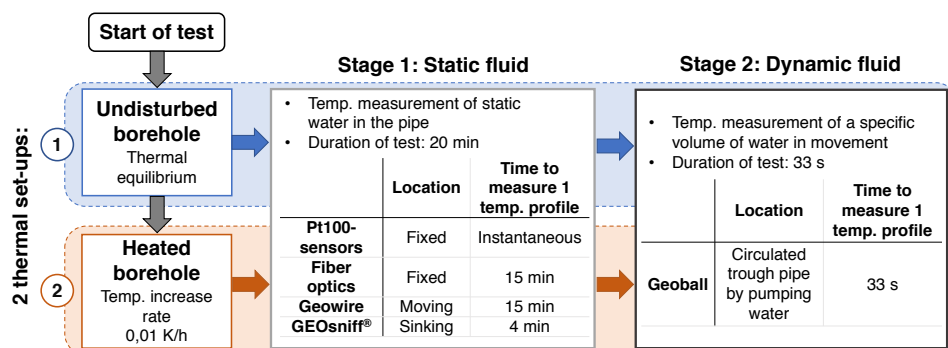 Start of test
Stage 1: Static fluid
Stage 2: Dynamic fluid
2 thermal set-ups:
1
Undisturbed
borehole
Thermal
equilibrium
2
Heated
borehole
Temp. increase
rate
0,01 K/h
• Temp. measurement of static
water in the pipe
• Duration of test: 20 min
Location
Time to
measure 1
temp. profile
Pt100-
sensors
Fixed
Instantaneous
Fiber
optics
Fixed
15 min
Geowire
Moving
15 min
GEOsniff®
Sinking
4 min
• Temp. measurement of a specific
volume of water in movement
• Duration of test: 33 s
Location
Time to
measure 1
temp. profile
Geoball
Circulated
trough pipe
by pumping
water
33 s